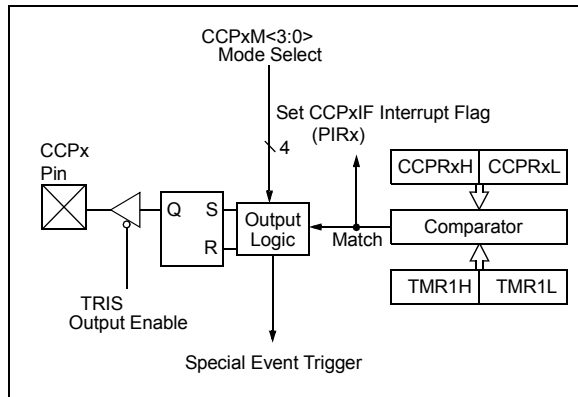 CCPxM<3:0>
Mode Select
Set CCPxIF Interrupt Flag
(PIRx)
4
CCPx
Pin
CCPRxH CCPRxL
Q S
R
Output
Logic
Match
Comparator
TRIS
Output Enable
TMR1H TMR1L
Special Event Trigger